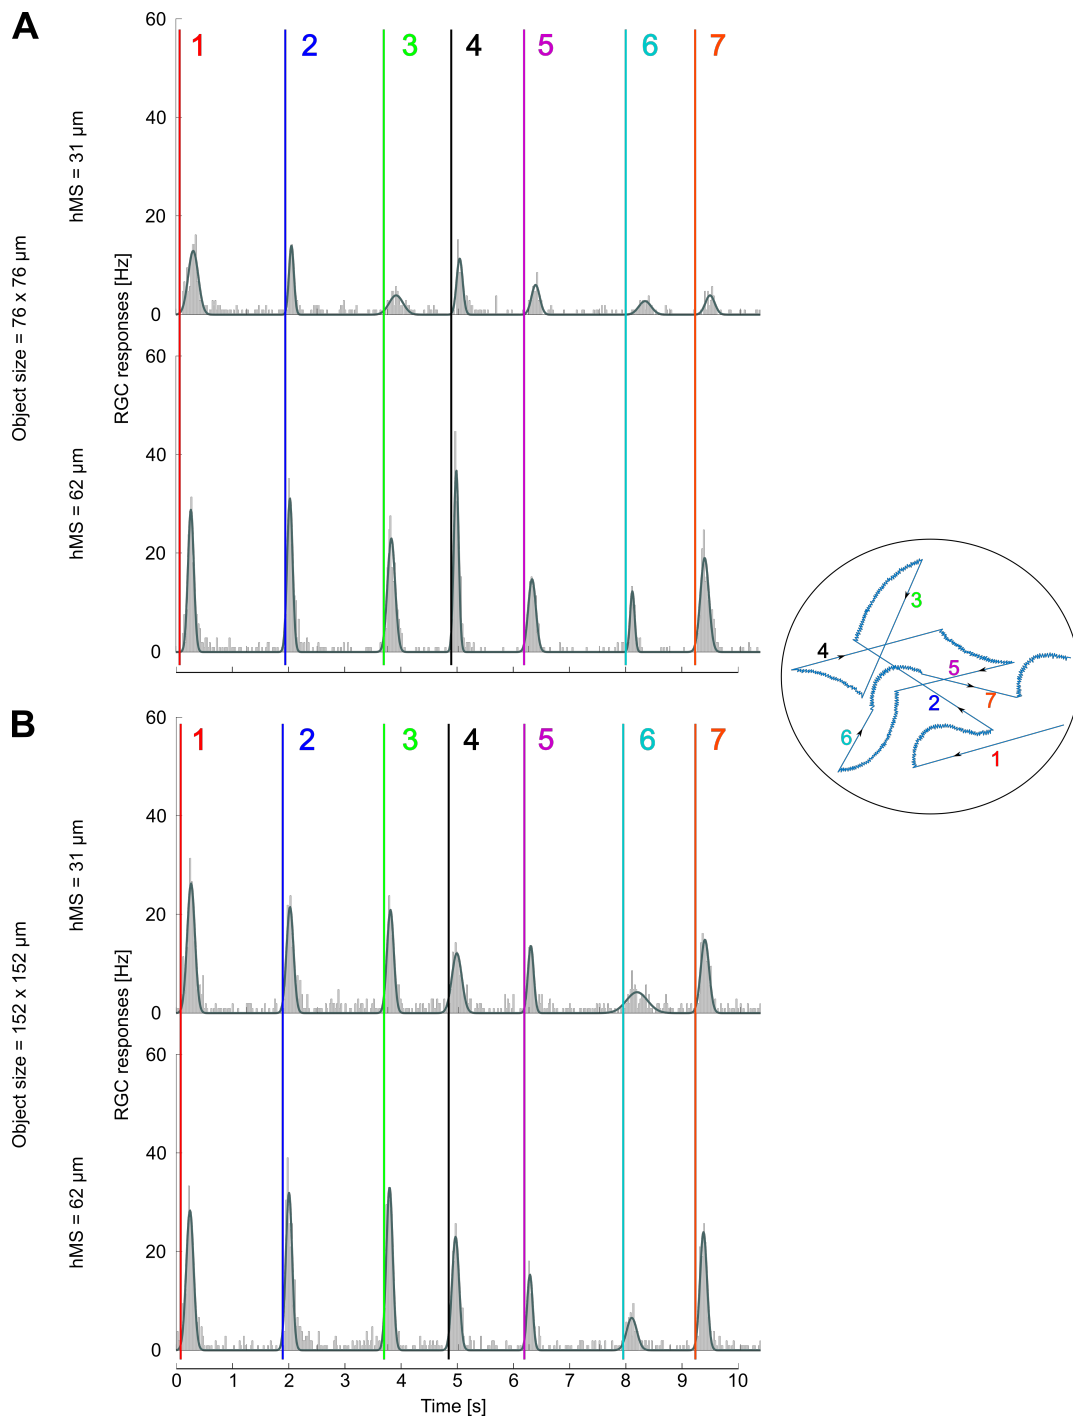 A
60
1 2 3 4 5 6 7
40
20
0
hMS = 31 µm
RGC responses [Hz]
Object size = 76 x 76 µm
60
40
20
0
hMS = 62 µm
3
4
5
2
7
6
1
B
60
1 2 3 4 5 6 7
40
20
0
hMS = 31 µm
RGC responses [Hz]
Object size = 152 x 152 µm
60
40
20
0
hMS = 62 µm
0 1 2 3 4 5 6 7 8 9 10
Time [s]